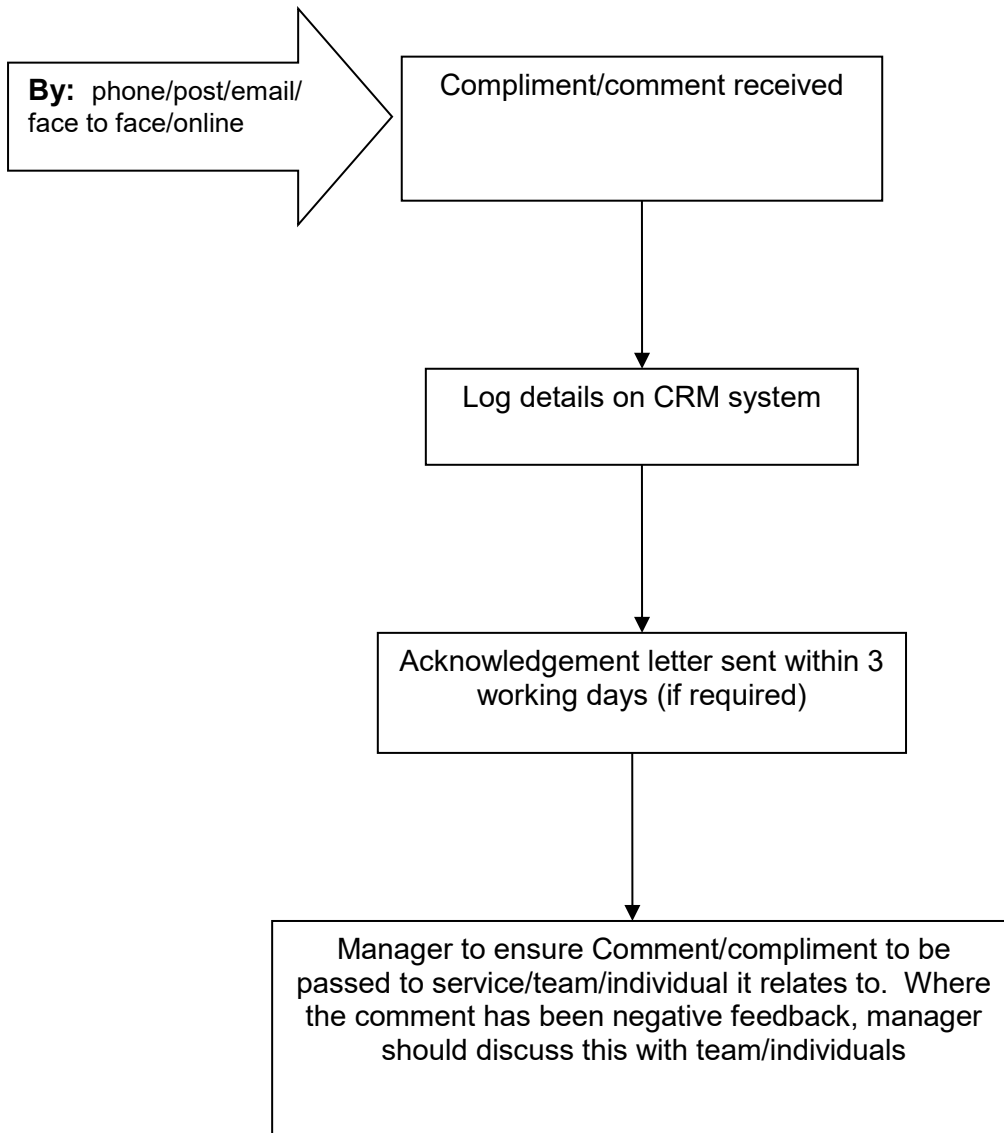 By: phone/post/email/
face to face/online
Compliment/comment received
Log details on CRM system
Acknowledgement letter sent within 3
working days (if required)
Manager to ensure Comment/compliment to be
passed to service/team/individual it relates to.  Where
the comment has been negative feedback, manager
should discuss this with team/individuals